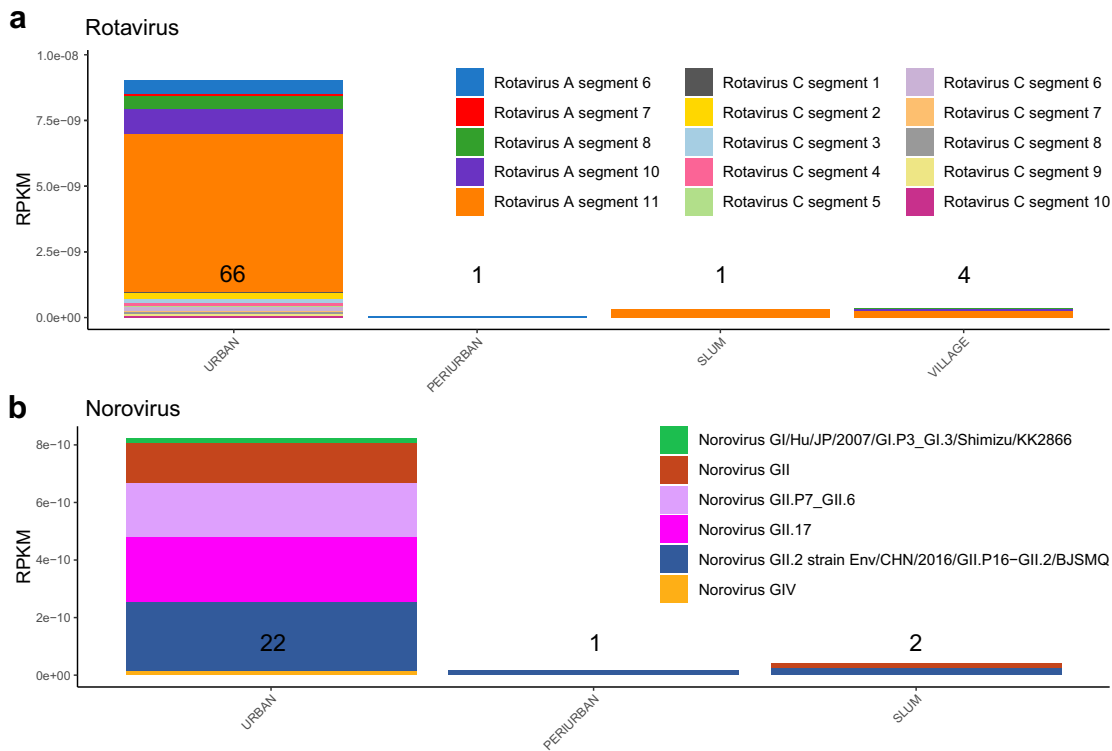 a
Rotavirus
RPKM
1.0e−08
7.5e−09
5.0e−09
2.5e−09
0.0e+00
Rotavirus A segment 6
Rotavirus A segment 7
Rotavirus A segment 8
Rotavirus A segment 10
Rotavirus A segment 11
Rotavirus C segment 1
Rotavirus C segment 2
Rotavirus C segment 3
Rotavirus C segment 4
Rotavirus C segment 5
Rotavirus C segment 6
Rotavirus C segment 7
Rotavirus C segment 8
Rotavirus C segment 9
Rotavirus C segment 10
66
1
1
4
URBAN
PERIURBAN
SLUM
VILLAGE
b
Norovirus
RPKM
8e−10
6e−10
4e−10
2e−10
0e+00
Norovirus GI/Hu/JP/2007/GI.P3_GI.3/Shimizu/KK2866
Norovirus GII
Norovirus GII.P7_GII.6
Norovirus GII.17
Norovirus GII.2 strain Env/CHN/2016/GII.P16−GII.2/BJSMQ
Norovirus GIV
22
1
2
URBAN
PERIURBAN
SLUM